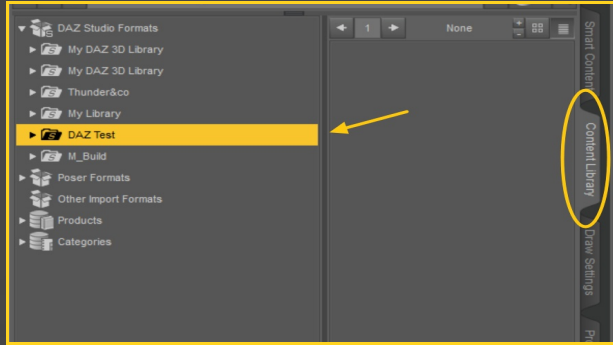 DAZ Studio Formats
My DAZ 3D Library
My DAZ 3D Library
Thunder&co
My Library
DAZ Test
M_Build
Poser Formats
Other Import Formats
Products
Categories
1
None
Smart Content
Content Library
Draw Settings